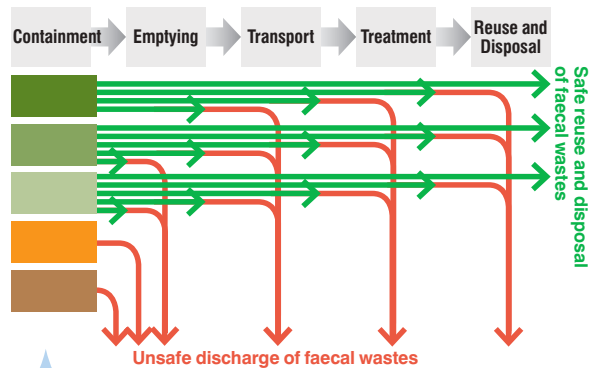 Containment
Emptying
Transport
Treatment
Reuse and
Disposal
Safe reuse and disposal
of faecal wastes
Unsafe discharge of faecal wastes